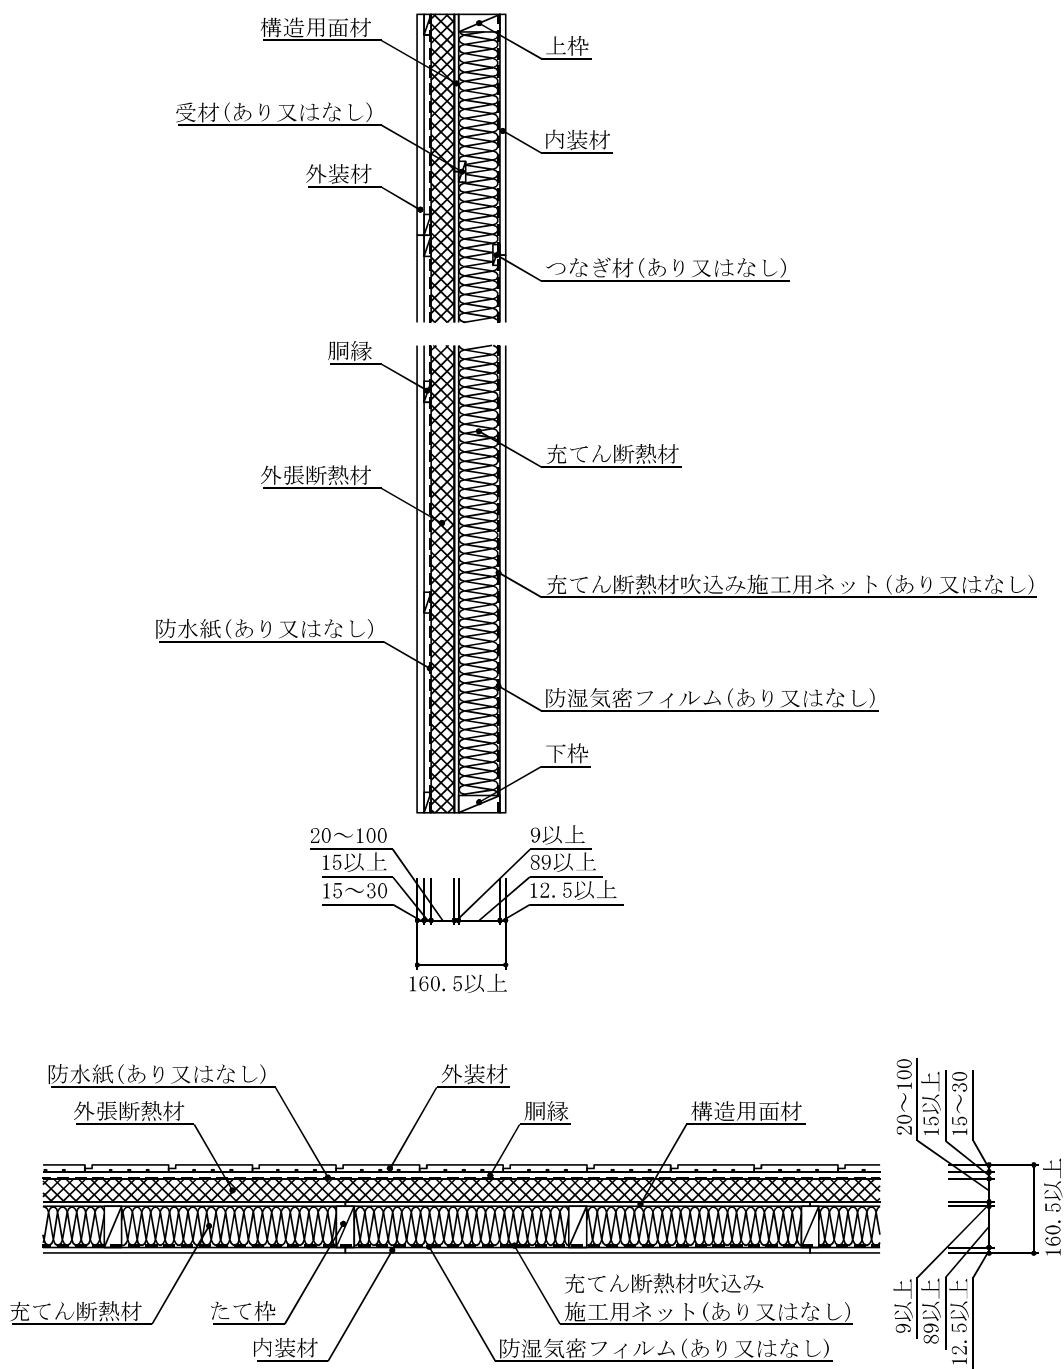 構造用面材
上枠
受材(あり又はなし)
内装材
外装材
つなぎ材(あり又はなし)
胴縁
充てん断熱材
外張断熱材
充てん断熱材吹込み施工用ネット(あり又はなし)
防水紙(あり又はなし)
防湿気密フィルム(あり又はなし)
下枠
20～100
9以上
15以上
89以上
15～30
12.5以上
160.5以上
防水紙(あり又はなし)
外装材
外張断熱材
胴縁
構造用面材
20～100
15以上
15～30
160.5以上
充てん断熱材
たて枠
内装材
充てん断熱材吹込み
施工用ネット(あり又はなし)
防湿気密フィルム(あり又はなし)
9以上
89以上
12.5以上